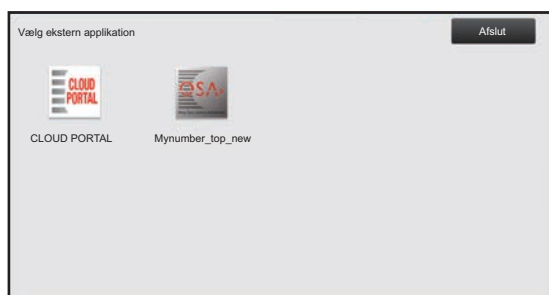 Vælg ekstern applikation
Afslut
CLOUD
PORTAL
OSA
CLOUD PORTAL
Mynumber_top_new